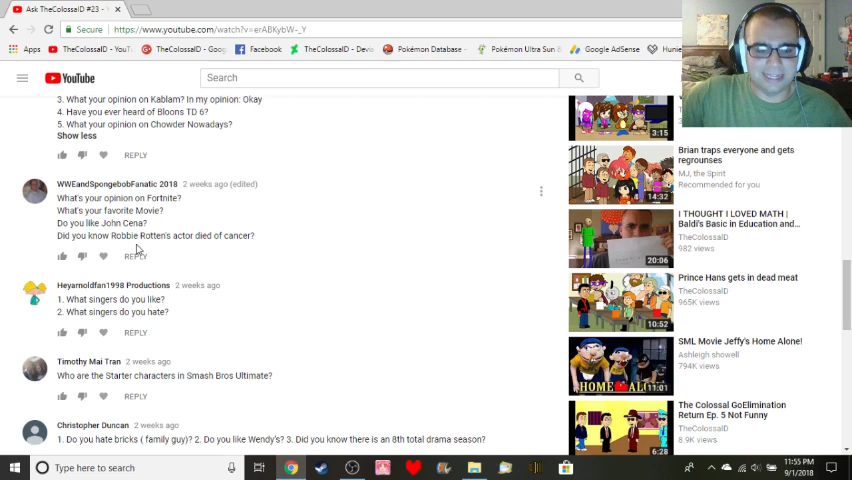 Ask TheColossalD #23 -
Secure
https://www.youtube.com/watch?v=erABKybW-_Y
Apps
TheColossalD - YouT
TheColossalD - Goog
Facebook
TheColossalD - Devia
Pokémon Database
Pokémon Ultra Sun &
Google AdSense
Hunie
YouTube
Search
3. What your opinion on Kablam? In my opinion: Okay
4. Have you ever heard of Bloons TD 6?
5. What your opinion on Chowder Nowadays?
Show less
REPLY
WWEandSpongebobFanatic 2018 2 weeks ago (edited)
What's your opinion on Fortnite?
What's your favorite Movie?
Do you like John Cena?
Did you know Robbie Rotten's actor died of cancer?
REPLY
Heyarnoldfan1998 Productions 2 weeks ago
1. What singers do you like?
2. What singers do you hate?
REPLY
Timothy Mai Tran 2 weeks ago
Who are the Starter characters in Smash Bros Ultimate?
REPLY
Christopher Duncan 2 weeks ago
1. Do you hate bricks ( family guy)? 2. Do you like Wendy's? 3. Did you know there is an 8th total drama season?
3:15
Brian traps everyone and gets
regrounses
MJ, the Spirit
Recommended for you
14:32
I THOUGHT I LOVED MATH |
Baldi's Basic in Education and...
TheColossalD
982 views
20:06
Prince Hans gets in dead meat
TheColossalD
965K views
10:52
SML Movie Jeffy's Home Alone!
Ashleigh showell
794K views
HOME ALONE
11:01
The Colossal GoElimination
Return Ep. 5 Not Funny
TheColossalD
8.9K views
6:28
Type here to search
11:55 PM
9/1/2018